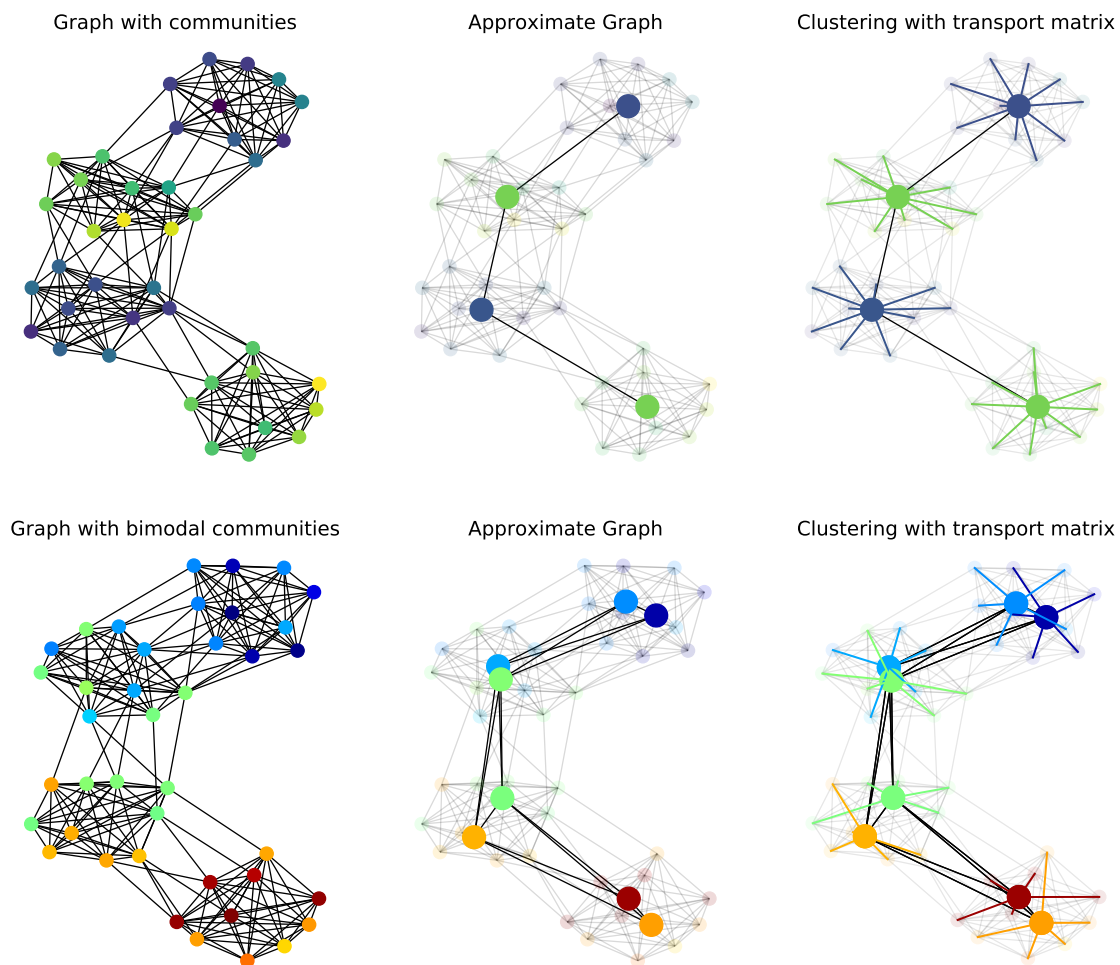 Graph with communities
Approximate Graph
Clustering with transport matrix
Graph with bimodal communities
Approximate Graph
Clustering with transport matrix